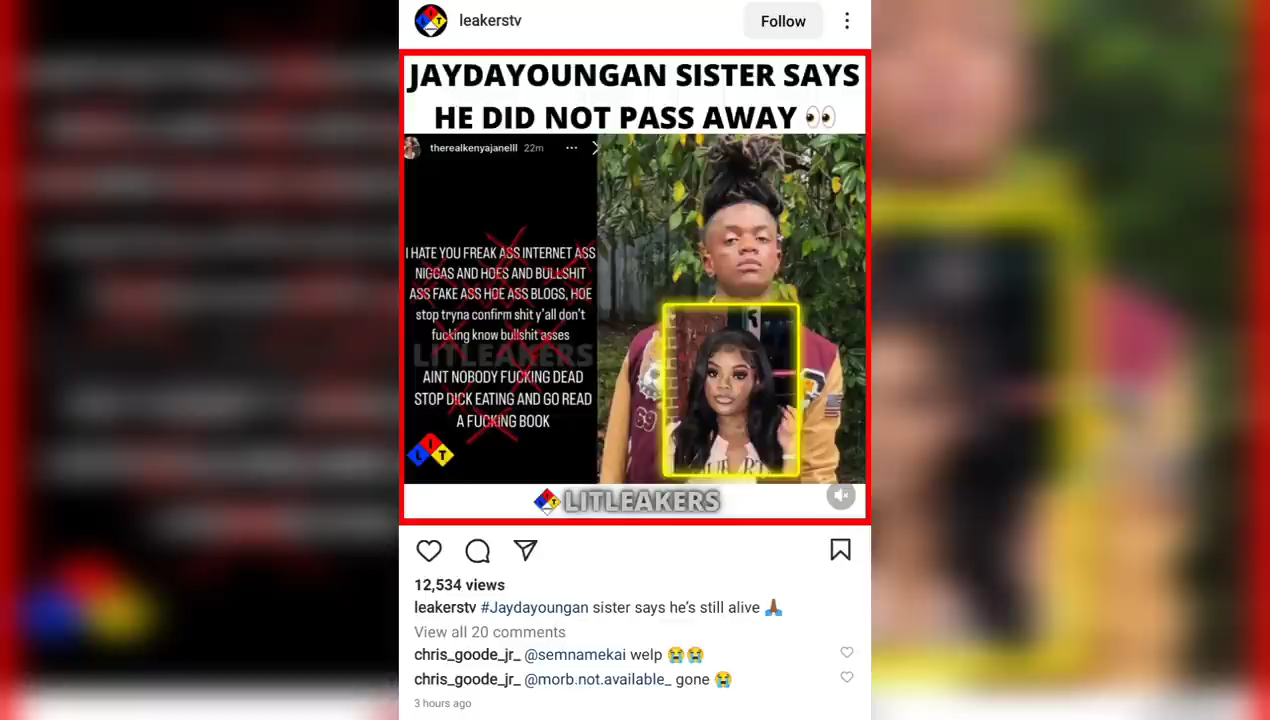 leakerstv
Follow
JAYDAYOUNGAN SISTER SAYS
HE DID NOT PASS AWAY 👀
therealkenyajanelll 22m
I HATE YOU FREAK ASS INTERNET ASS
NIGGAS AND HOES AND BULLSHIT
ASS FAKE ASS HOE ASS BLOGS, HOE
stop tryna confirm shit y'all don't
fucking know bullshit asses
LITLEAKERS
AINT NOBODY FUCKING DEAD
STOP DICK EATING AND GO READ
A FUCKING BOOK
L I T
69
LITLEAKERS
12,534 views
leakerstv #Jaydayoungan sister says he's still alive 🙏🏾
View all 20 comments
chris_goode_jr_ @semnamekai welp 😭😭
chris_goode_jr_ @morb.not.available_ gone 😭
3 hours ago